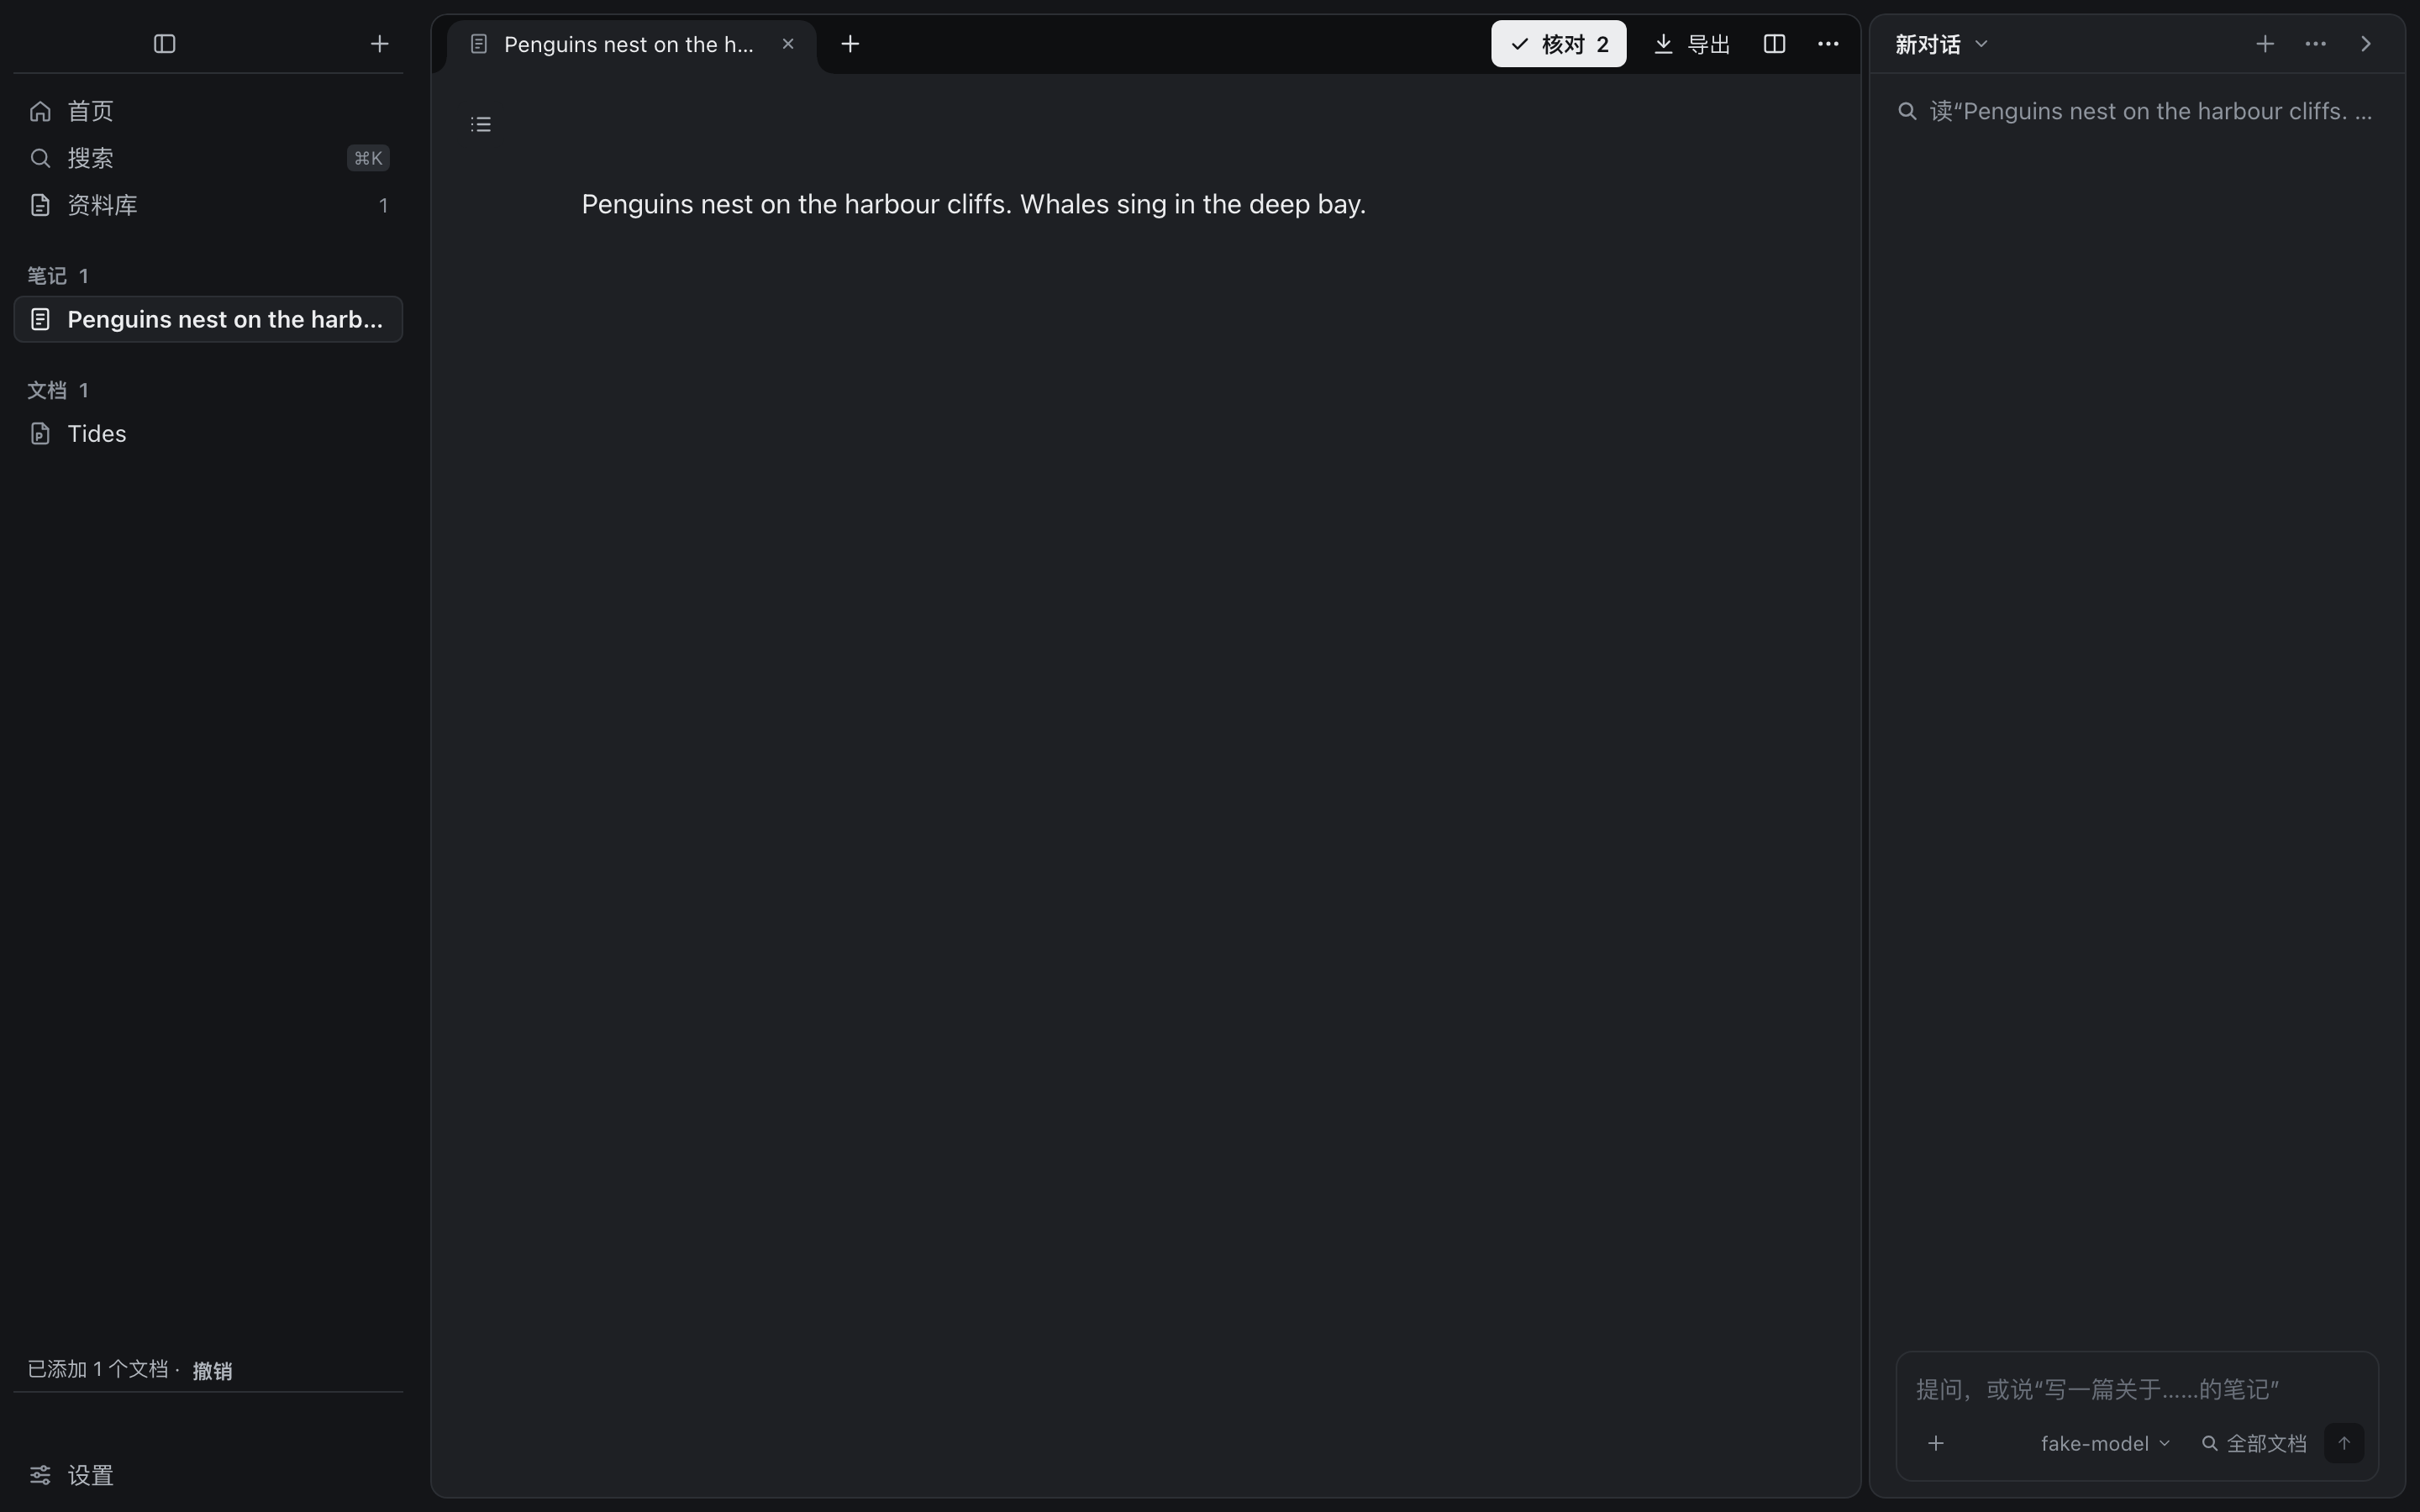 首页
搜索 ⌘K
资料库 1
笔记 1
Penguins nest on the harb...
文档 1
Tides
已添加 1 个文档 · 撤销
设置
Penguins nest on the h...
核对 2
导出
Penguins nest on the harbour cliffs. Whales sing in the deep bay.
新对话
读“Penguins nest on the harbour cliffs. ...
提问，或说“写一篇关于……的笔记”
fake-model
全部文档